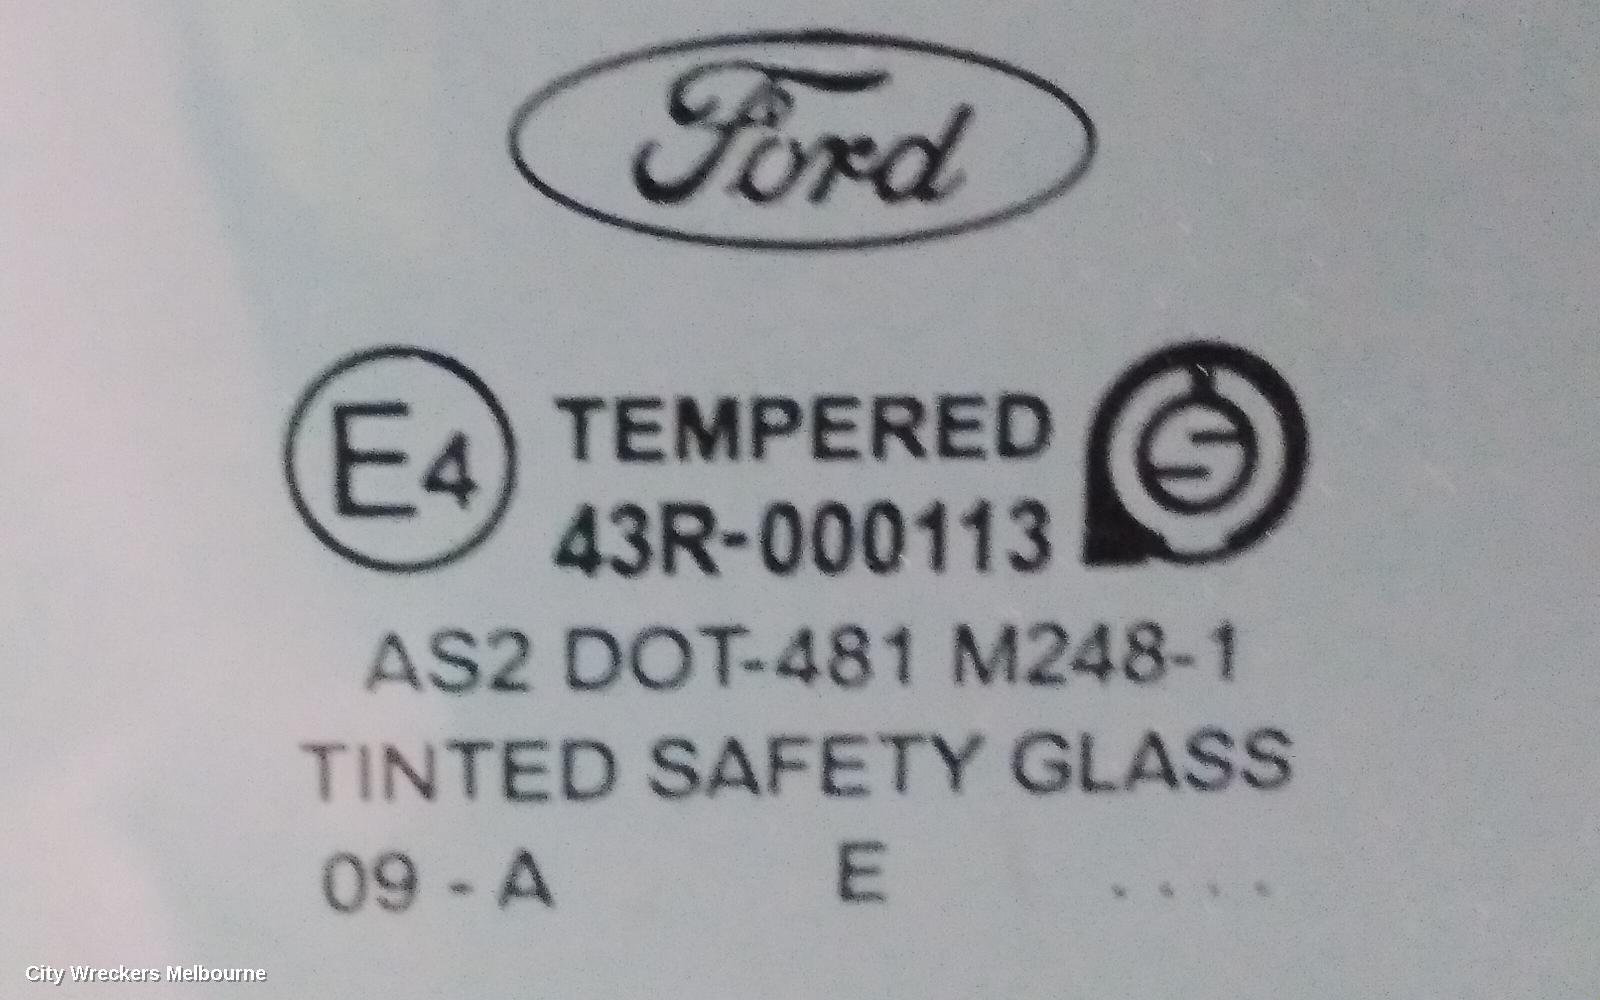 Ford
E4
TEMPERED
43R-000113
AS2 DOT-481 M248-1
TINTED SAFETY GLASS
09 - A E ....
City Wreckers Melbourne